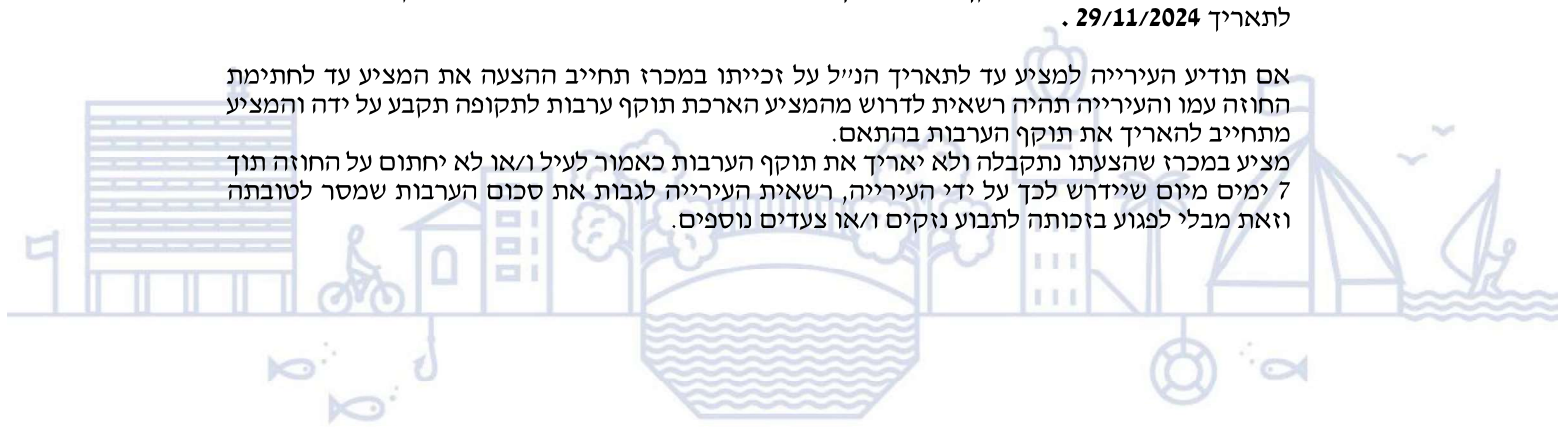 לתאריך 29/11/2024 .
אם תודיע העירייה למציע עד לתאריך הנ״ל על זכייתו במכרז תחייב ההצעה את המציע עד לחתימת
החוזה עמו והעירייה תהיה רשאית לדרוש מהמציע הארכת תוקף ערבות לתקופה תקבע על ידה והמציע
מתחייב להאריך את תוקף הערבות בהתאם.
מציע במכרז שהצעתו נתקבלה ולא יאריך את תוקף הערבות כאמור לעיל ו/או לא יחתום על החוזה תוך
7 ימים מיום שיידרש לכך על ידי העירייה, רשאית העירייה לגבות את סכום הערבות שמסר לטובתה
וזאת מבלי לפגוע בזכותה לתבוע נזקים ו/או צעדים נוספים.